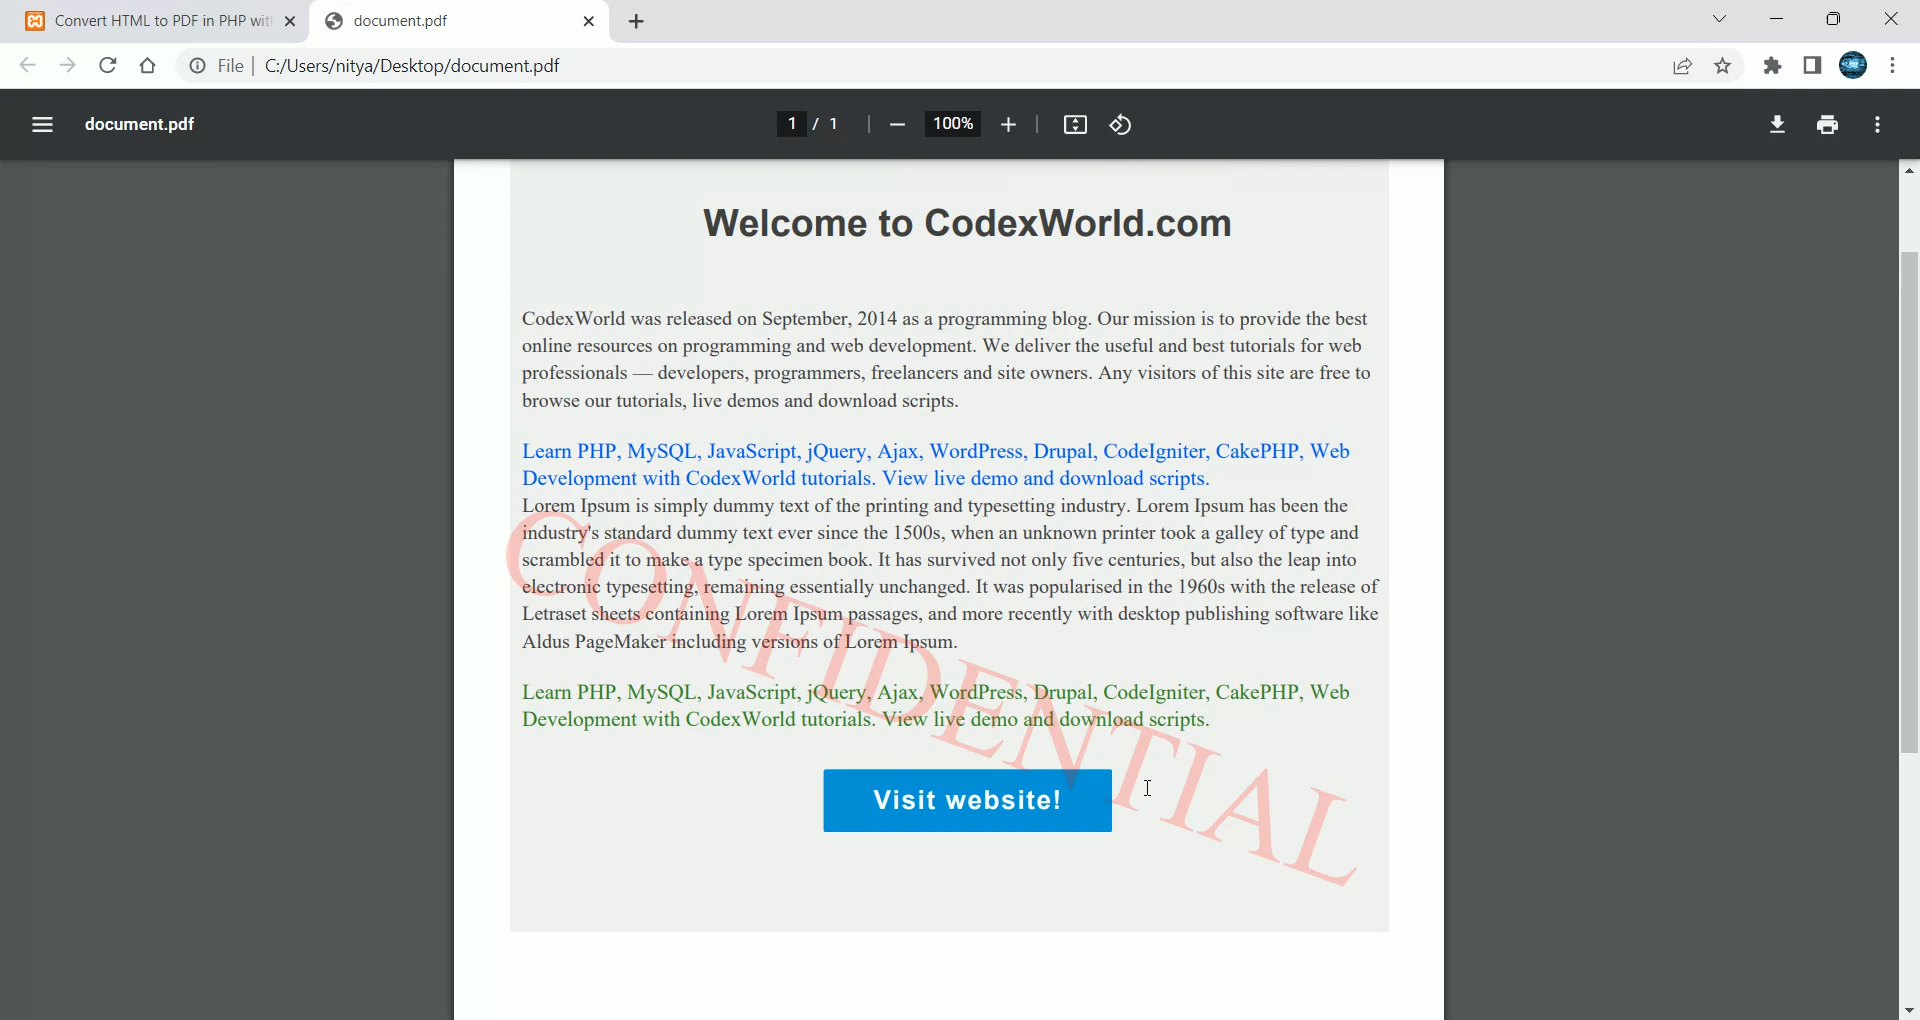 Convert HTML to PDF in PHP wit
document.pdf
File
C:/Users/nitya/Desktop/document.pdf
document.pdf
1 / 1
100%
Welcome to CodexWorld.com
CodexWorld was released on September, 2014 as a programming blog. Our mission is to provide the best
online resources on programming and web development. We deliver the useful and best tutorials for web
professionals — developers, programmers, freelancers and site owners. Any visitors of this site are free to
browse our tutorials, live demos and download scripts.
Learn PHP, MySQL, JavaScript, jQuery, Ajax, WordPress, Drupal, CodeIgniter, CakePHP, Web
Development with CodexWorld tutorials. View live demo and download scripts.
Lorem Ipsum is simply dummy text of the printing and typesetting industry. Lorem Ipsum has been the
industry's standard dummy text ever since the 1500s, when an unknown printer took a galley of type and
scrambled it to make a type specimen book. It has survived not only five centuries, but also the leap into
electronic typesetting, remaining essentially unchanged. It was popularised in the 1960s with the release of
Letraset sheets containing Lorem Ipsum passages, and more recently with desktop publishing software like
Aldus PageMaker including versions of Lorem Ipsum.
Learn PHP, MySQL, JavaScript, jQuery, Ajax, WordPress, Drupal, CodeIgniter, CakePHP, Web
Development with CodexWorld tutorials. View live demo and download scripts.
CONFIDENTIAL
Visit website!